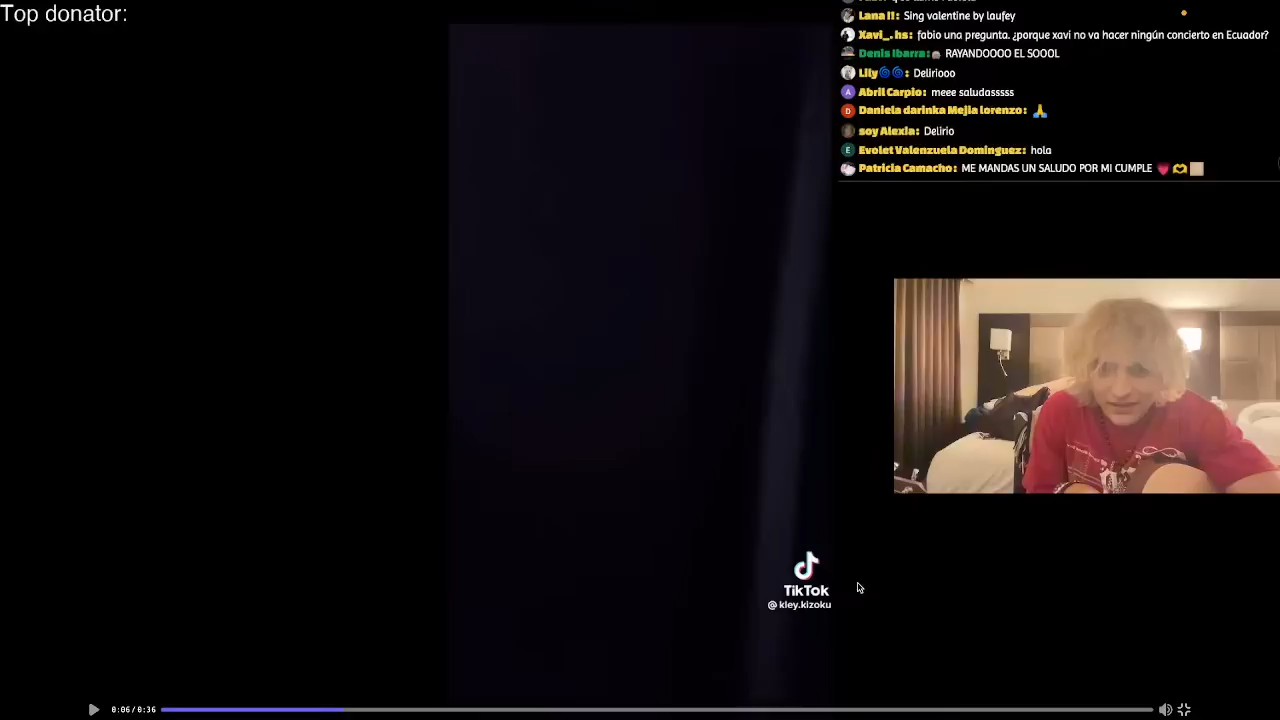 Top donator:
Lana II: Sing valentine by laufey
Xavi_. hs: fabio una pregunta. ¿porque xavi no va hacer ningún concierto en Ecuador?
Denis Ibarra: RAYANDOOOO EL SOOOL
Lily🌀🌀: Deliriooo
A Abril Carpio: meee saludasssss
D Daniela darinka Mejia lorenzo: 🙏
soy Alexia: Delirio
E Evolet Valenzuela Dominguez: hola
Patricia Camacho: ME MANDAS UN SALUDO POR MI CUMPLE 💗🫶🏼
TikTok
@kley.kizoku
0:06/0:36